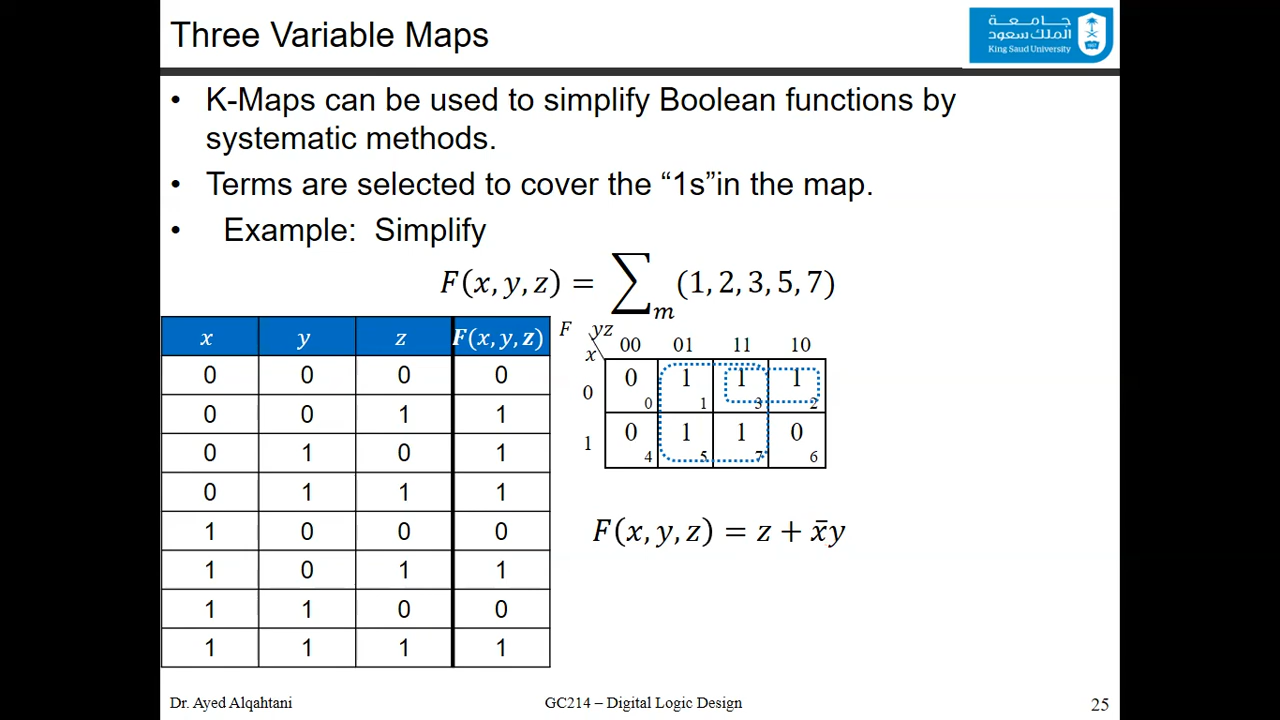 Three Variable Maps
جامعة
الملك سعود
King Saud University
• K-Maps can be used to simplify Boolean functions by
systematic methods.
• Terms are selected to cover the “1s”in the map.
• Example: Simplify
F(x, y, z) = ∑m (1, 2, 3, 5, 7)
x y z F(x, y, z)
0 0 0 0
0 0 1 1
0 1 0 1
0 1 1 1
1 0 0 0
1 0 1 1
1 1 0 0
1 1 1 1
F yz
x 00 01 11 10
0 0 1 1 1
0 1 3 2
1 0 1 1 0
4 5 7 6
F(x, y, z) = z + x̄y
Dr. Ayed Alqahtani GC214 – Digital Logic Design 25